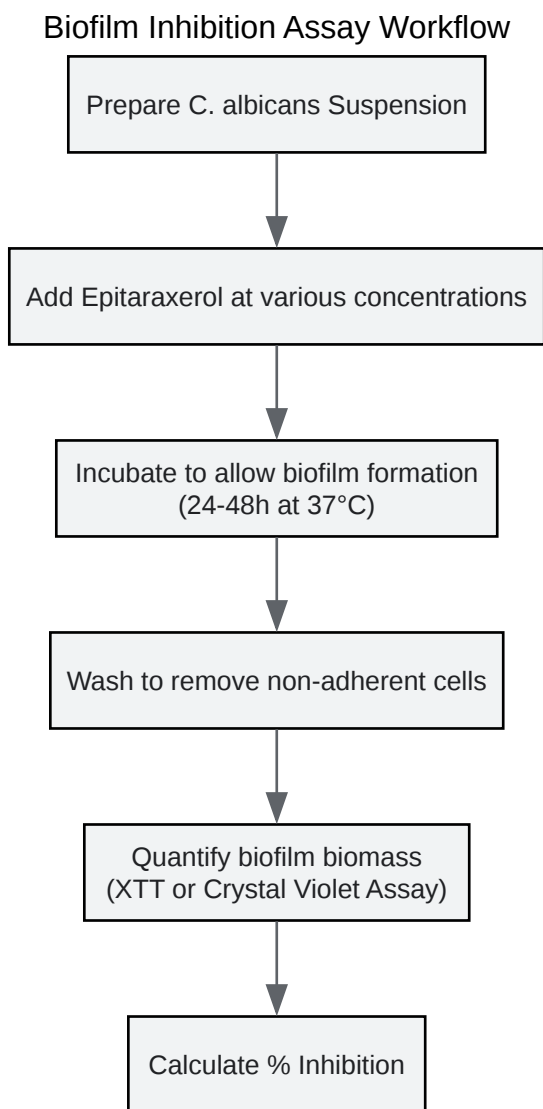 Biofilm Inhibition Assay Workflow
Prepare C. albicans Suspension
Add Epitaraxerol at various concentrations
Incubate to allow biofilm formation
(24-48h at 37°C)
Wash to remove non-adherent cells
Quantify biofilm biomass
(XTT or Crystal Violet Assay)
Calculate % Inhibition